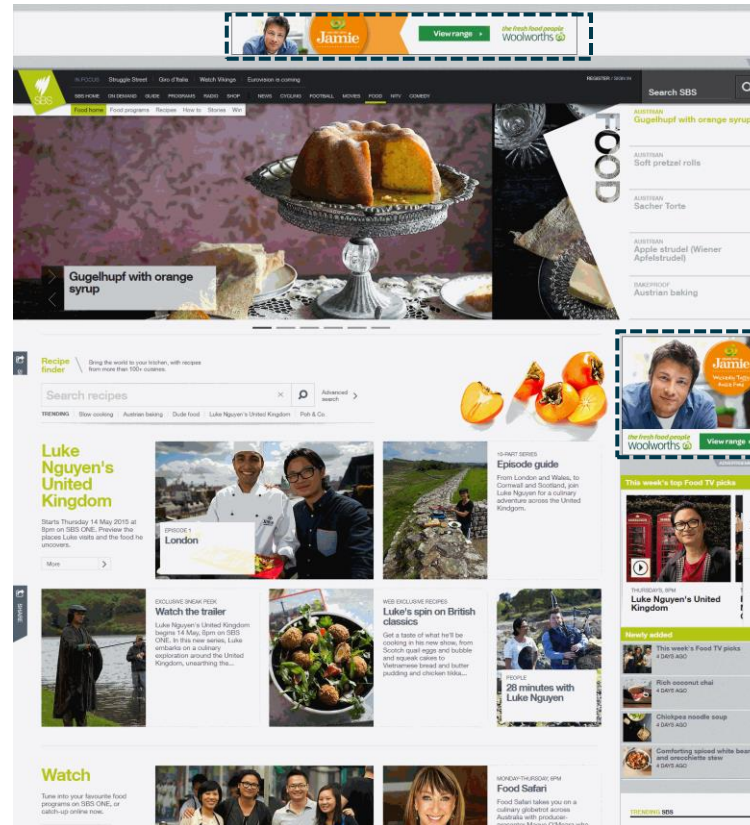 Jamie
View range
the fresh food people
Woolworths
SBS
IN FOCUS Struggle Street Giro d'Italia Watch Vikings Eurovision is coming
REGISTER / SIGN IN
SBS HOME ON DEMAND GUIDE PROGRAMS RADIO SHOP NEWS CYCLING FOOTBALL MOVIES FOOD NITV COMEDY
Search SBS
Food home Food programs Recipes How to Stories Win
FOOD
AUSTRIAN
Gugelhupf with orange syrup
AUSTRIAN
Soft pretzel rolls
AUSTRIAN
Sacher Torte
AUSTRIAN
Apple strudel (Wiener
Apfelstrudel)
BAKEPROOF
Austrian baking
Gugelhupf with orange
syrup
Recipe
finder
Bring the world to your kitchen, with recipes
from more than 100+ cuisines.
Search recipes
Advanced
search
TRENDING Slow cooking Austrian baking Dude food Luke Nguyen's United Kingdom Poh & Co.
Jamie
the fresh food people
Woolworths
View range
Luke
Nguyen's
United
Kingdom
Starts Thursday 14 May 2015 at
8pm on SBS ONE. Preview the
places Luke visits and the food he
uncovers.
More
EPISODE 1
London
10-PART SERIES
Episode guide
From London and Wales, to
Cornwall and Scotland, join
Luke Nguyen for a culinary
adventure across the United
Kindgom.
This week's top Food TV picks
THURSDAYS, 8PM
Luke Nguyen's United
Kingdom
SHARE
EXCLUSIVE SNEAK PEEK
Watch the trailer
Luke Nguyen's United Kingdom
begins 14 May, 8pm on SBS
ONE. In this new series, Luke
embarks on a culinary
exploration around the United
Kingdom, unearthing the...
WEB EXCLUSIVE RECIPES
Luke's spin on British
classics
Get a taste of what he'll be
cooking in his new show, from
Scotch quail eggs and bubble
and squeak cakes to
Vietnamese bread and butter
pudding and chicken tikka...
PEOPLE
28 minutes with
Luke Nguyen
Newly added
This week's Food TV picks
4 DAYS AGO
Rich coconut chai
4 DAYS AGO
Chickpea noodle soup
4 DAYS AGO
Comforting spiced white bean
and orecchiette stew
4 DAYS AGO
TRENDING SBS
Watch
Tune into your favourite food
programs on SBS ONE, or
catch-up online now.
MONDAY-THURSDAY, 6PM
Food Safari
Food Safari takes you on a
culinary globetrot across
Australia with producer-